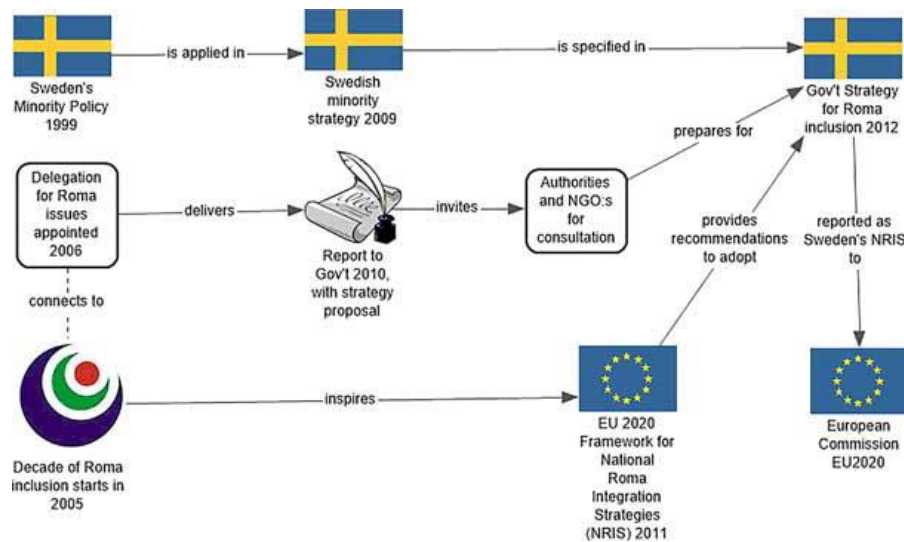 is applied in
is specified in
Sweden's
Minority Policy
1999
Swedish
minority
strategy 2009
Gov't Strategy
for Roma
inclusion 2012
prepares for
Delegation
for Roma
issues
appointed
2006
delivers
invites
Authorities
and NGO:s
for
consultation
provides
recommendations
to adopt
reported as
Sweden's NRIS
to
Report to
Gov't 2010,
with strategy
proposal
connects to
inspires
Decade of Roma
inclusion starts in
2005
EU 2020
Framework for
National
Roma
Integration
Strategies
(NRIS) 2011
European
Commission
EU2020